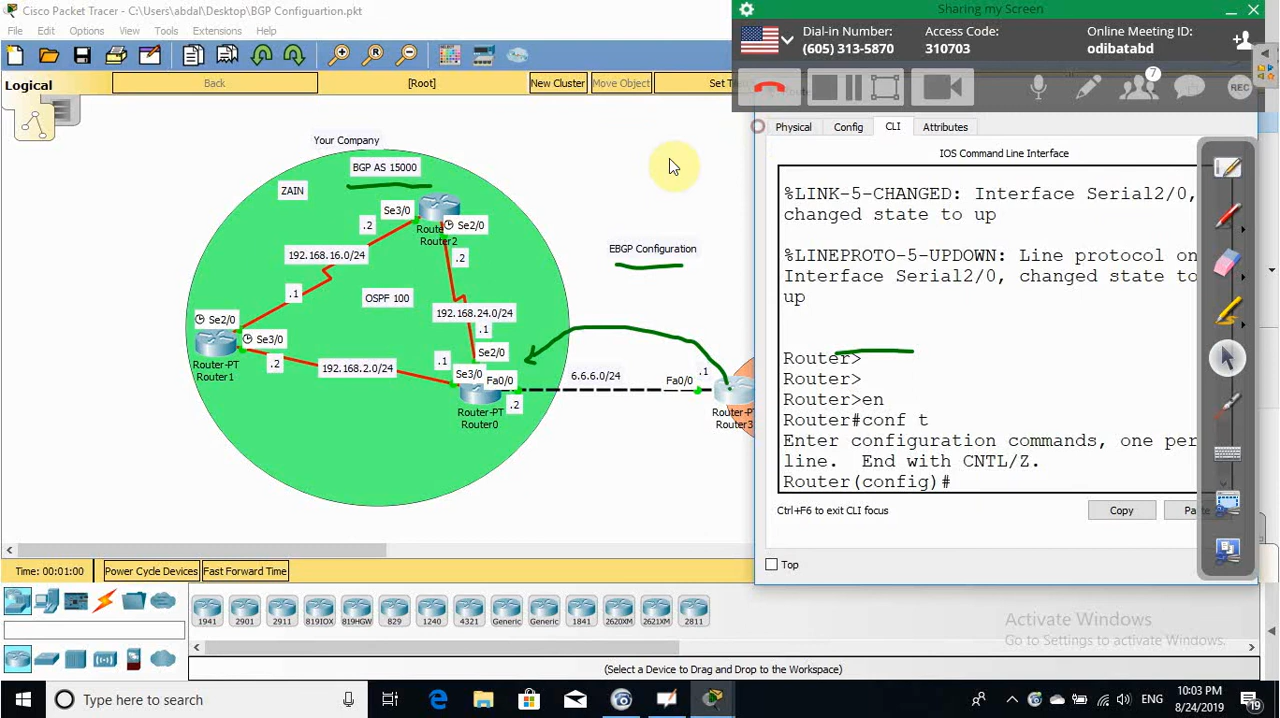 Cisco Packet Tracer - C:\Users\abdal\Desktop\BGP Configuartion.pkt
File Edit Options View Tools Extensions
Logical
Back
[Root]
New Cluster
Move Object
Sharing my Screen
Dial-in Number:
(605) 313-5870
Access Code:
310703
Online Meeting ID:
odibatabd
7
REC
Physical
Config
CLI
Attributes
IOS Command Line Interface
%LINK-5-CHANGED: Interface Serial2/0,
changed state to up
%LINEPROTO-5-UPDOWN: Line protocol on
Interface Serial2/0, changed state to
up
Router>
Router>
Router>en
Router#conf t
Enter configuration commands, one per
line. End with CNTL/Z.
Router(config)#
Ctrl+F6 to exit CLI focus
Copy
Top
Your Company
BGP AS 15000
ZAIN
Se3/0
.2
Se2/0
Router2
.2
192.168.16.0/24
EBGP Configuration
.1
OSPF 100
192.168.24.0/24
.1
Se2/0
Se3/0
Router-PT
Router1
.2
192.168.2.0/24
.1
Se2/0
Se3/0
Fa0/0
.2
Router-PT
Router0
6.6.6.0/24
Fa0/0
.1
Router3
Time: 00:01:00
Power Cycle Devices
Fast Forward Time
1941
2901
2911
819IOX
819HGW
829
1240
4321
Generic
Generic
1841
2620XM
2621XM
2811
(Select a Device to Drag and Drop to the Workspace)
Activate Windows
Go to Settings to activate Windows.
Type here to search
ENG
10:03 PM
8/24/2019
19